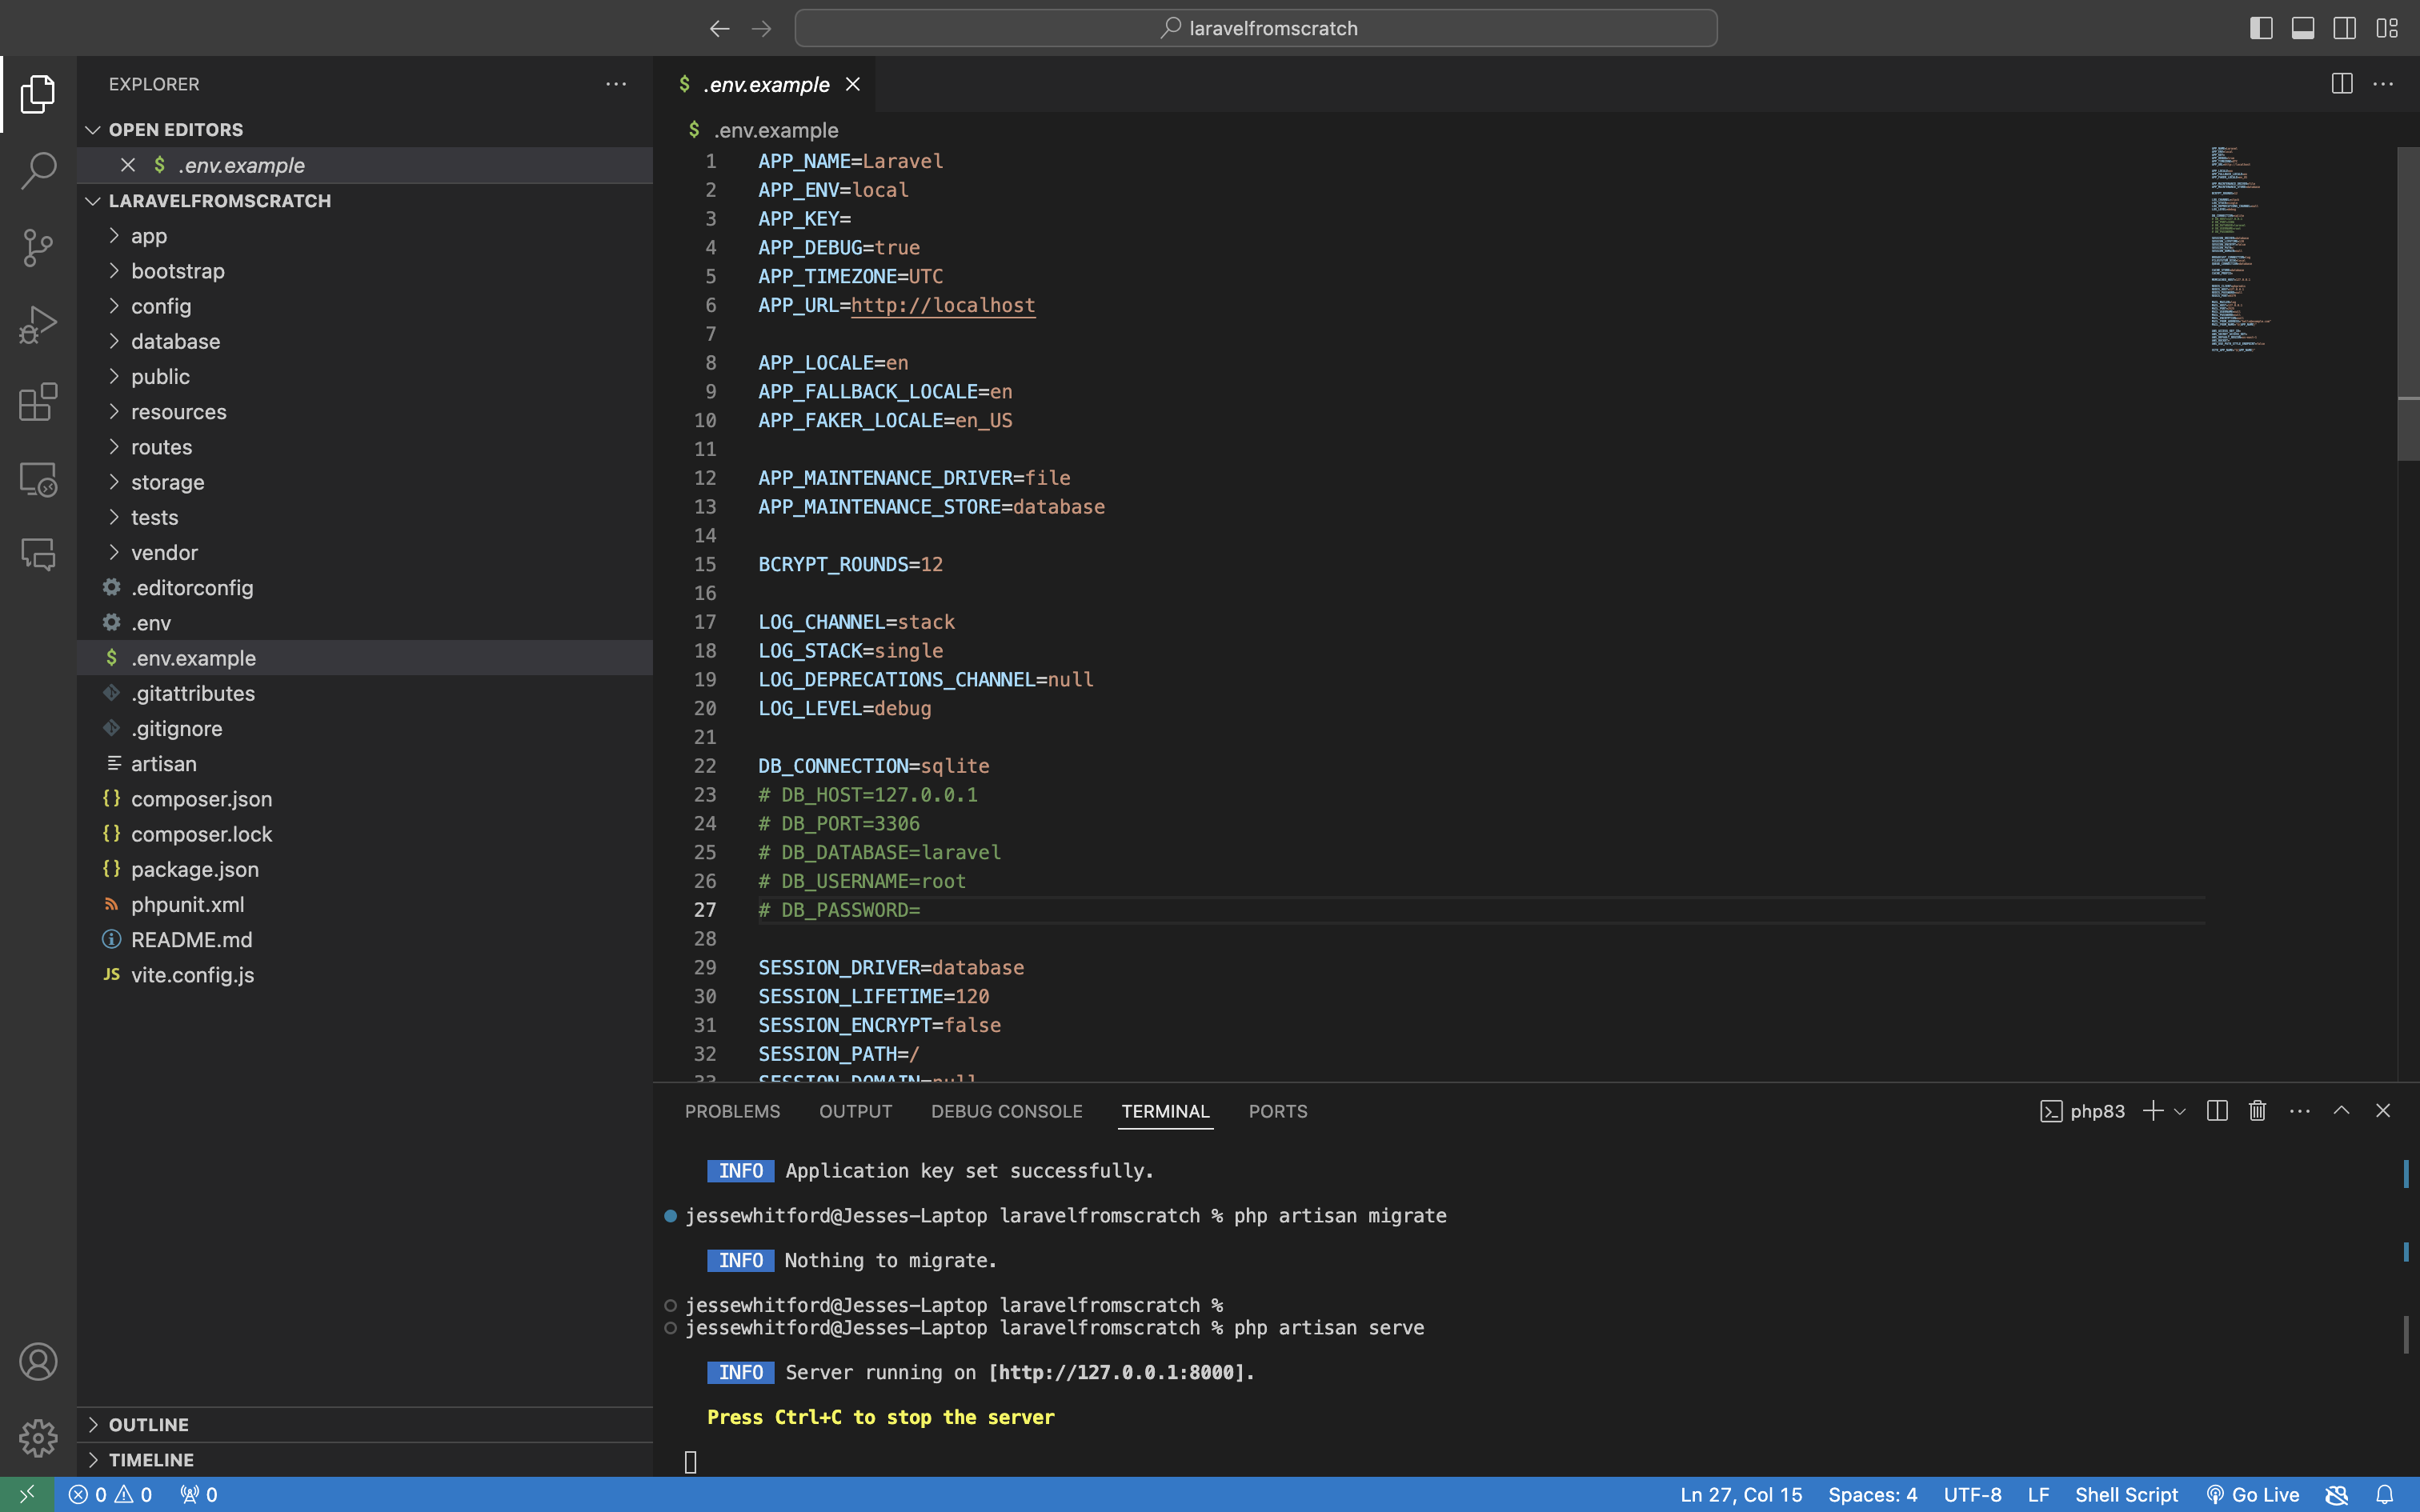 laravelfromscratch
EXPLORER
OPEN EDITORS
.env.example
LARAVELFROMSCRATCH
app
bootstrap
config
database
public
resources
routes
storage
tests
vendor
.editorconfig
.env
$ .env.example
.gitattributes
.gitignore
artisan
{} composer.json
{} composer.lock
{} package.json
phpunit.xml
README.md
JS vite.config.js
OUTLINE
TIMELINE
$ .env.example
$ .env.example
1 APP_NAME=Laravel
2 APP_ENV=local
3 APP_KEY=
4 APP_DEBUG=true
5 APP_TIMEZONE=UTC
6 APP_URL=http://localhost
7
8 APP_LOCALE=en
9 APP_FALLBACK_LOCALE=en
10 APP_FAKER_LOCALE=en_US
11
12 APP_MAINTENANCE_DRIVER=file
13 APP_MAINTENANCE_STORE=database
14
15 BCRYPT_ROUNDS=12
16
17 LOG_CHANNEL=stack
18 LOG_STACK=single
19 LOG_DEPRECATIONS_CHANNEL=null
20 LOG_LEVEL=debug
21
22 DB_CONNECTION=sqlite
23 # DB_HOST=127.0.0.1
24 # DB_PORT=3306
25 # DB_DATABASE=laravel
26 # DB_USERNAME=root
27 # DB_PASSWORD=
28
29 SESSION_DRIVER=database
30 SESSION_LIFETIME=120
31 SESSION_ENCRYPT=false
32 SESSION_PATH=/
33 SESSION_DOMAIN=null
PROBLEMS OUTPUT DEBUG CONSOLE TERMINAL PORTS php83
INFO Application key set successfully.
jessewhitford@Jesses-Laptop laravelfromscratch % php artisan migrate
INFO Nothing to migrate.
jessewhitford@Jesses-Laptop laravelfromscratch %
jessewhitford@Jesses-Laptop laravelfromscratch % php artisan serve
INFO Server running on [http://127.0.0.1:8000].
Press Ctrl+C to stop the server
0 0 0 Ln 27, Col 15 Spaces: 4 UTF-8 LF Shell Script Go Live